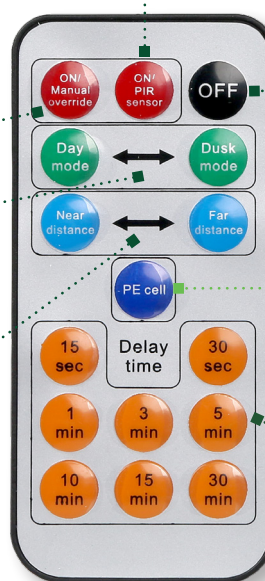 ON/
Manual
override
ON/
PIR
sensor
OFF
Day
mode
Dusk
mode
Near
distance
Far
distance
PE cell
15
sec
Delay
time
30
sec
1
min
3
min
5
min
10
min
15
min
30
min